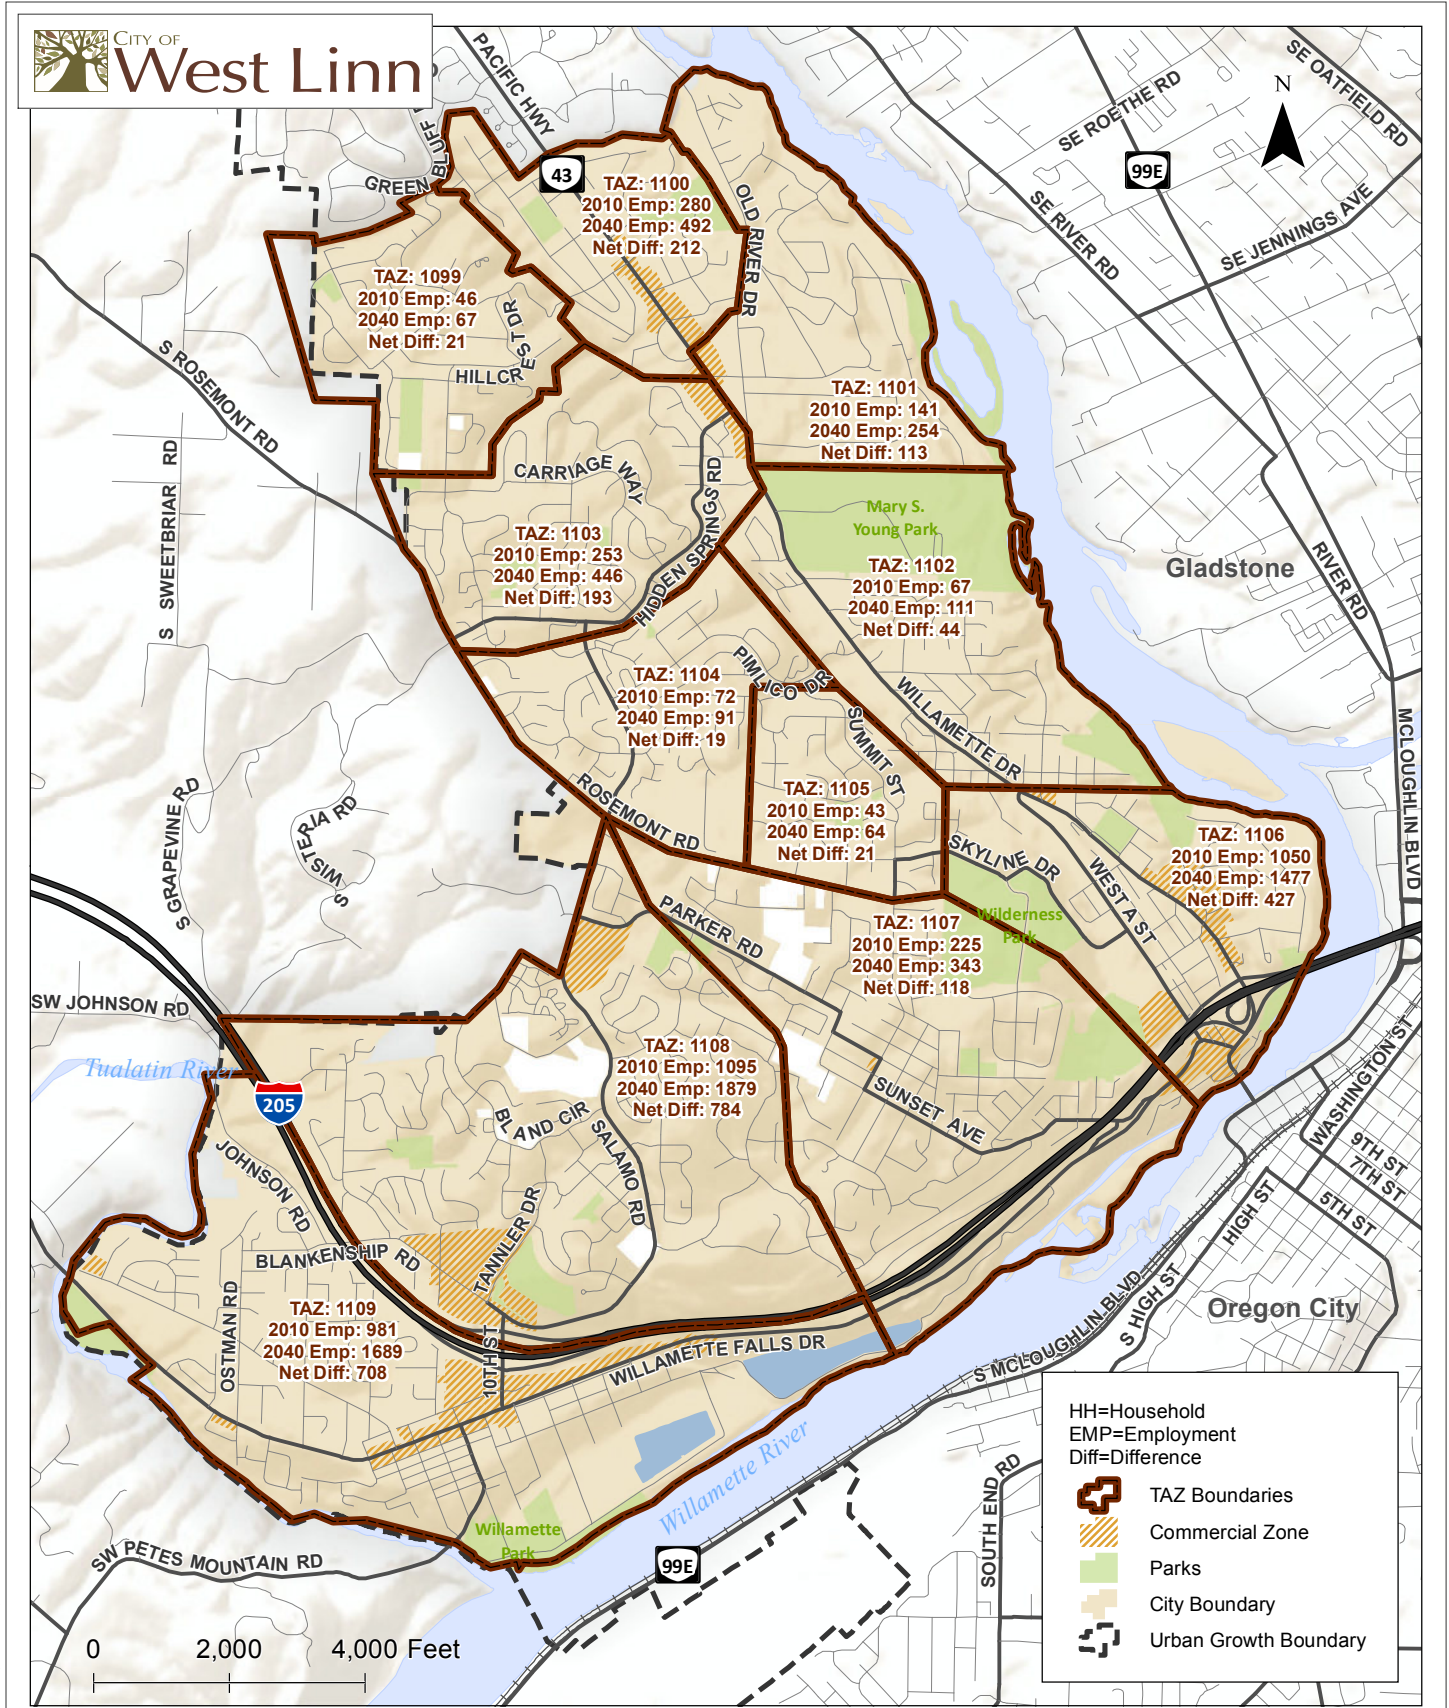 CITY OF
West Linn
PACIFIC HWY
43
GREEN BLUFF
N
SE OATFIELD RD
SE ROETHE RD
99E
SE RIVER RD
SE JENNINGS AVE
OLD RIVER DR
TAZ: 1100
2010 Emp: 280
2040 Emp: 492
Net Diff: 212
TAZ: 1099
2010 Emp: 46
2040 Emp: 67
Net Diff: 21
HILLCREST DR
S ROSEMONT RD
S SWEETBRIAR RD
TAZ: 1101
2010 Emp: 141
2040 Emp: 254
Net Diff: 113
CARRIAGE WAY
HIDDEN SPRINGS RD
Mary S.
Young Park
TAZ: 1103
2010 Emp: 253
2040 Emp: 446
Net Diff: 193
TAZ: 1102
2010 Emp: 67
2040 Emp: 111
Net Diff: 44
Gladstone
RIVER RD
MCLOUGHLIN BLVD
TAZ: 1104
2010 Emp: 72
2040 Emp: 91
Net Diff: 19
PIMLICO DR
WILLAMETTE DR
SUMMIT ST
ROSEMONT RD
TAZ: 1105
2010 Emp: 43
2040 Emp: 64
Net Diff: 21
SKYLINE DR
WEST A ST
TAZ: 1106
2010 Emp: 1050
2040 Emp: 1477
Net Diff: 427
S GRAPEVINE RD
S WISTERIA RD
PARKER RD
Wilderness
Park
TAZ: 1107
2010 Emp: 225
2040 Emp: 343
Net Diff: 118
SW JOHNSON RD
Tualatin River
205
TAZ: 1108
2010 Emp: 1095
2040 Emp: 1879
Net Diff: 784
BLAND CIR
SALAMO RD
SUNSET AVE
JOHNSON RD
BLANKENSHIP RD
TANNLER DR
OSTMAN RD
TAZ: 1109
2010 Emp: 981
2040 Emp: 1689
Net Diff: 708
10TH ST
WILLAMETTE FALLS DR
WASHINGTON ST
9TH ST
7TH ST
5TH ST
HIGH ST
S HIGH ST
Oregon City
S MCLOUGHLIN BLVD
Willamette River
Willamette
Park
99E
SW PETES MOUNTAIN RD
SOUTH END RD
HH=Household
EMP=Employment
Diff=Difference
TAZ Boundaries
Commercial Zone
Parks
City Boundary
Urban Growth Boundary
0 2,000 4,000 Feet